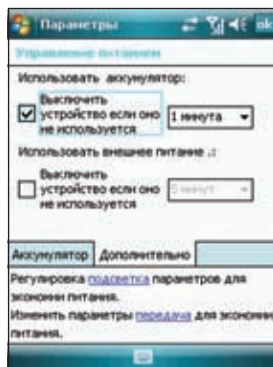 Параметры ok
Управление питанием
Использовать аккумулятор:
Выключить
устройство если оно
не используется
1 минута
Использовать внешнее питание .:
Выключить
устройство если оно
не используется
5 минут
Аккумулятор Дополнительно
Регулировка подсветка параметров для
экономии питания.
Изменить параметры передача для экономии
питания.